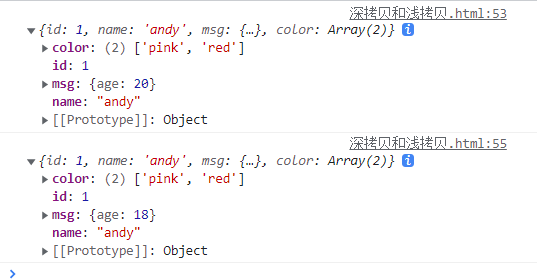 深拷贝和浅拷贝.html:53
▼{id: 1, name: 'andy', msg: {…}, color: Array(2)} i
▶ color: (2) ['pink', 'red']
id: 1
▶ msg: {age: 20}
name: "andy"
▶ [[Prototype]]: Object
深拷贝和浅拷贝.html:55
▼{id: 1, name: 'andy', msg: {…}, color: Array(2)} i
▶ color: (2) ['pink', 'red']
id: 1
▶ msg: {age: 18}
name: "andy"
▶ [[Prototype]]: Object
>